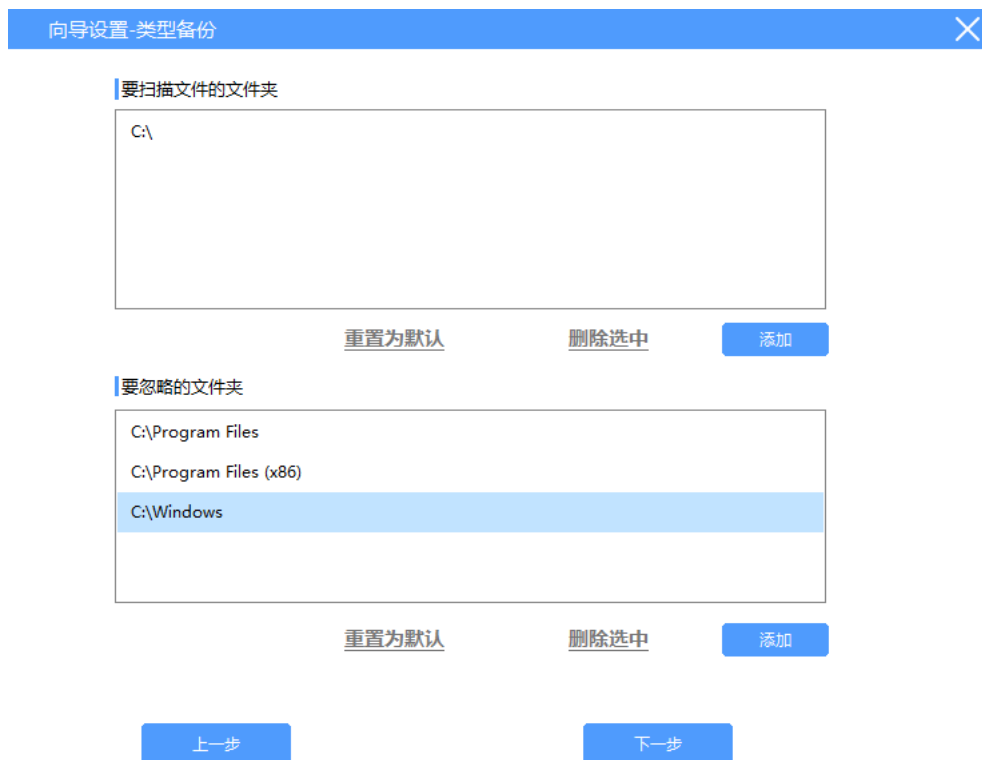 向导设置-类型备份
要扫描文件的文件夹
C:\
重置为默认 删除选中 添加
要忽略的文件夹
C:\Program Files
C:\Program Files (x86)
C:\Windows
重置为默认 删除选中 添加
上一步 下一步